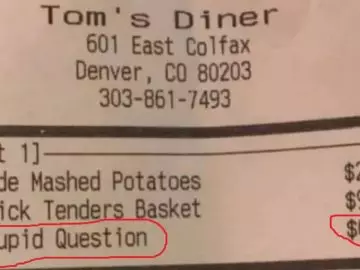 Tom's Diner
601 East Colfax
Denver, CO 80203
303-861-7493
t 1]
de Mashed Potatoes $
ick Tenders Basket $
upid Question $